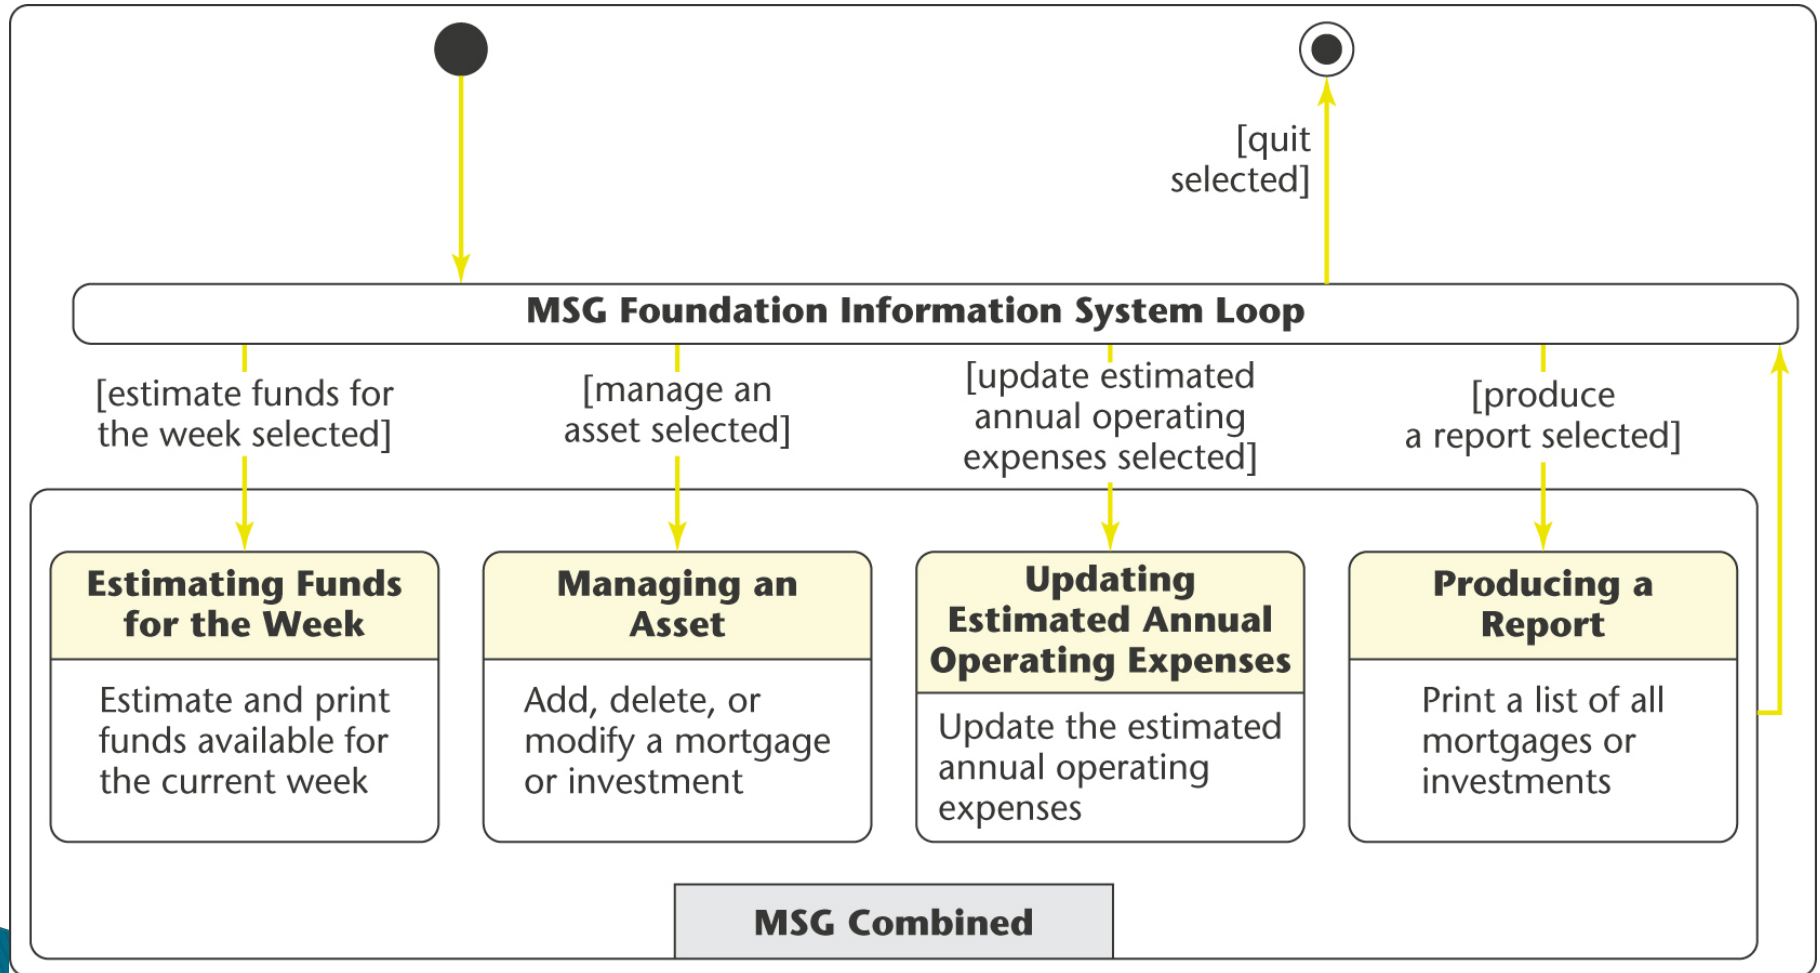 [quit
selected]
MSG Foundation Information System Loop
[estimate funds for
the week selected]
[manage an
asset selected]
[update estimated
annual operating
expenses selected]
[produce
a report selected]
Estimating Funds
for the Week
Estimate and print
funds available for
the current week
Managing an
Asset
Add, delete, or
modify a mortgage
or investment
Updating
Estimated Annual
Operating Expenses
Update the estimated
annual operating
expenses
Producing a
Report
Print a list of all
mortgages or
investments
MSG Combined